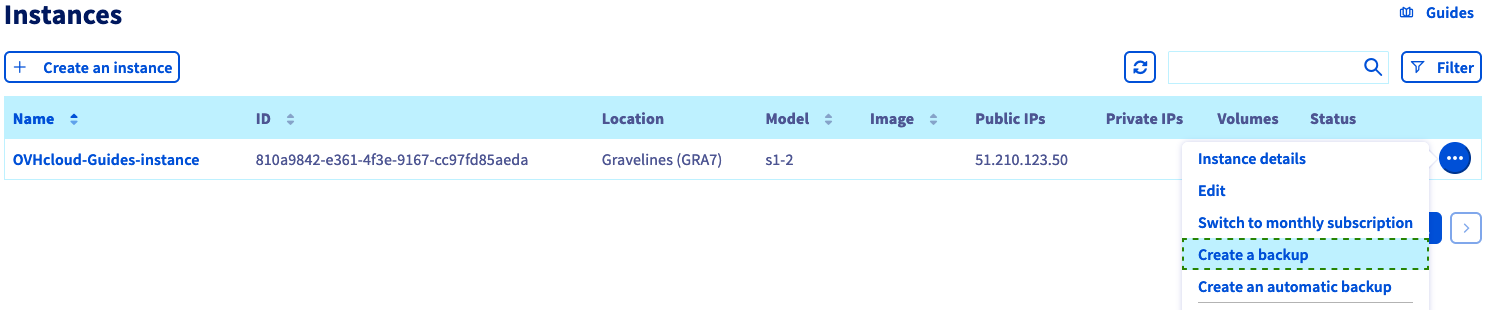 Instances
Guides
Create an instance
Filter
Name ID Location Model Image Public IPs Private IPs Volumes Status
OVHcloud-Guides-instance 810a9842-e361-4f3e-9167-cc97fd85aeda Gravelines (GRA7) s1-2 51.210.123.50
Instance details
Edit
Switch to monthly subscription
Create a backup
Create an automatic backup